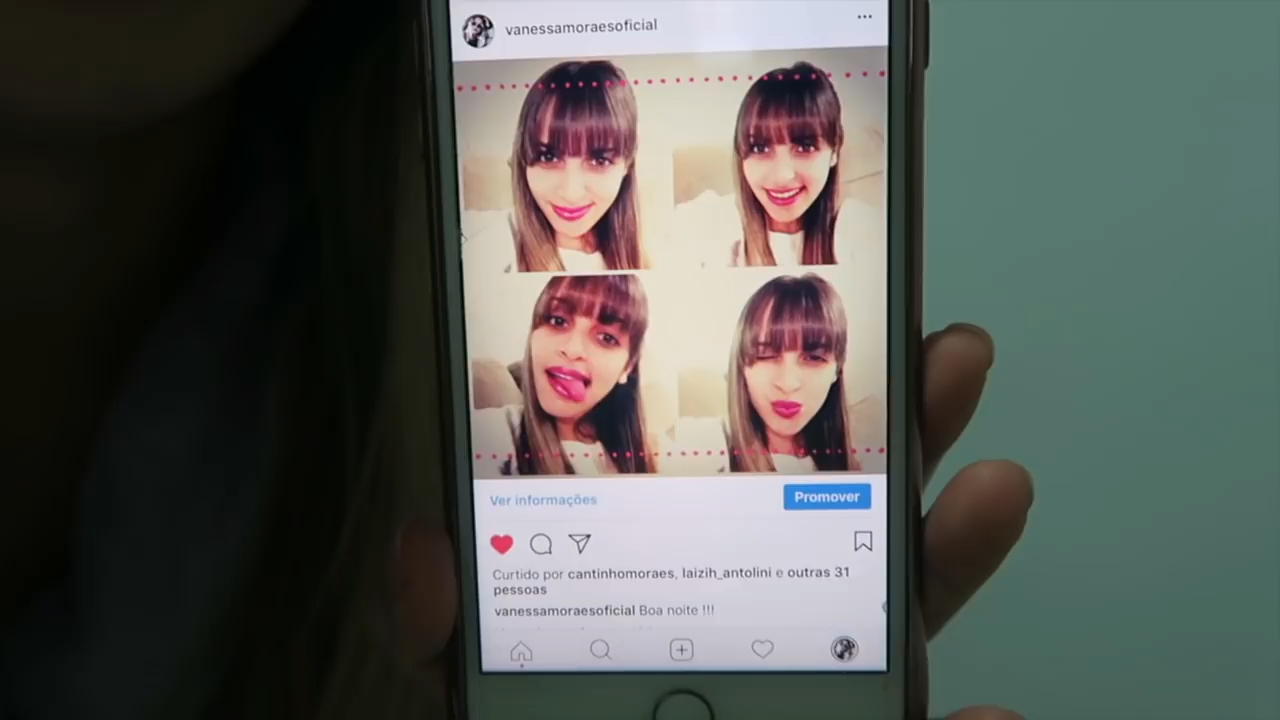 vanessamoraesoficial
Ver informações
Promover
Curtido por cantinhomoraes, laizih_antolini e outras 31
pessoas
vanessamoraesoficial Boa noite !!!